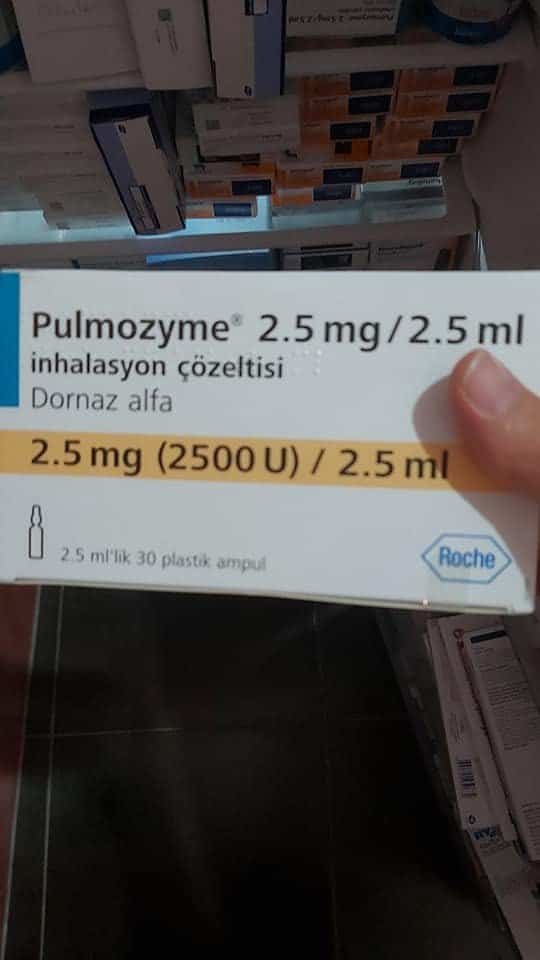 Pulmozyme® 2.5 mg / 2.5 ml
inhalasyon çözeltisi
Dornaz alfa
2.5 mg (2500 U) / 2.5 ml
2.5 ml'lik 30 plastik ampul
Roche